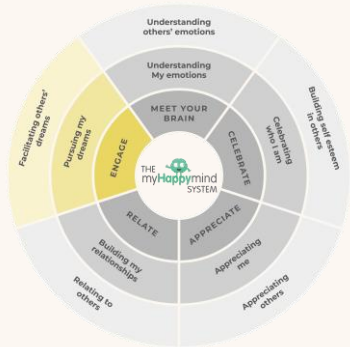 Understanding
others' emotions
Understanding
My emotions
MEET YOUR
BRAIN
Building self esteem
in others
Celebrating
who I am
CELEBRATE
Appreciating
others
Appreciating
me
APPRECIATE
Relating to
others
Building my
relationships
RELATE
Facilitating others'
dreams
Pursuing my
dreams
ENGAGE
THE
myHappymind
SYSTEM